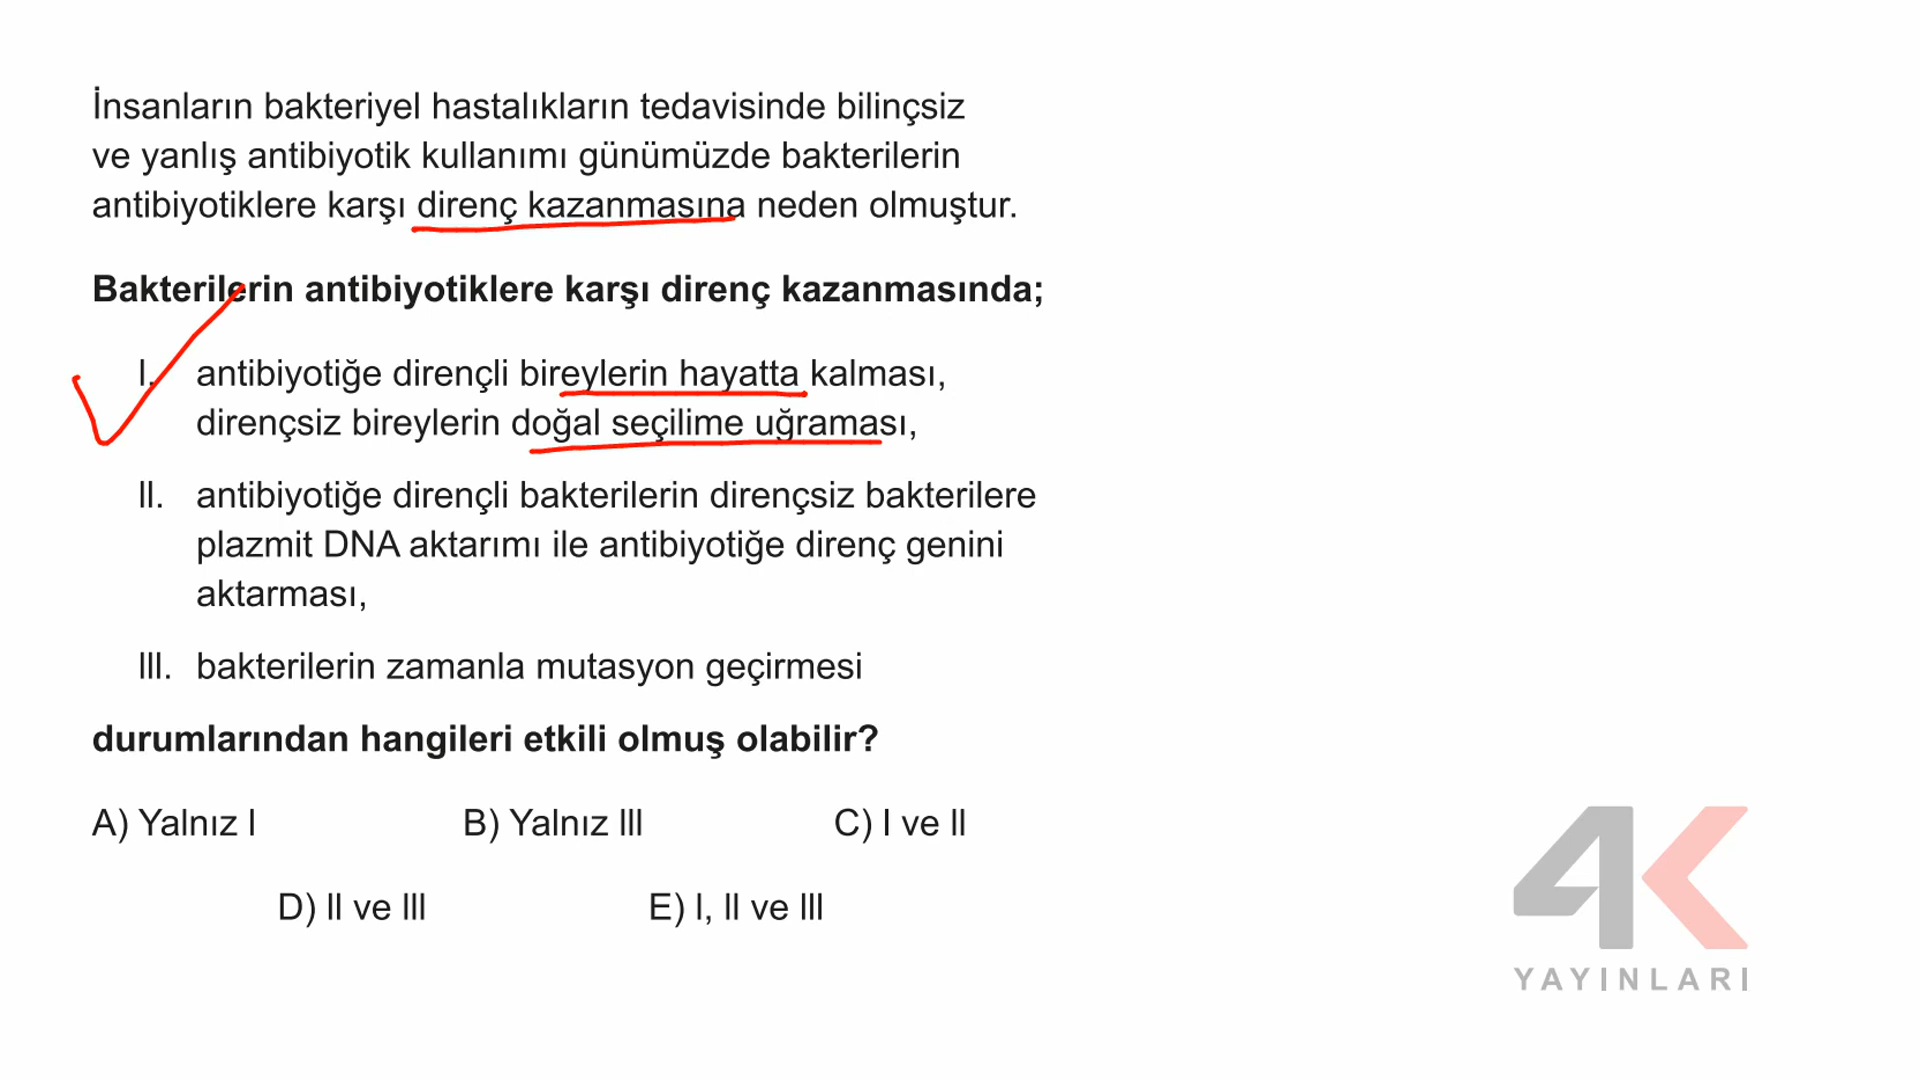 İnsanların bakteriyel hastalıkların tedavisinde bilinçsiz
ve yanlış antibiyotik kullanımı günümüzde bakterilerin
antibiyotiklere karşı direnç kazanmasına neden olmuştur.
Bakterilerin antibiyotiklere karşı direnç kazanmasında;
I. antibiyotiğe dirençli bireylerin hayatta kalması,
dirençsiz bireylerin doğal seçilime uğraması,
II. antibiyotiğe dirençli bakterilerin dirençsiz bakterilere
plazmit DNA aktarımı ile antibiyotiğe direnç genini
aktarması,
III. bakterilerin zamanla mutasyon geçirmesi
durumlarından hangileri etkili olmuş olabilir?
A) Yalnız I B) Yalnız III C) I ve II
D) II ve III E) I, II ve III
4K
YAYINLARI